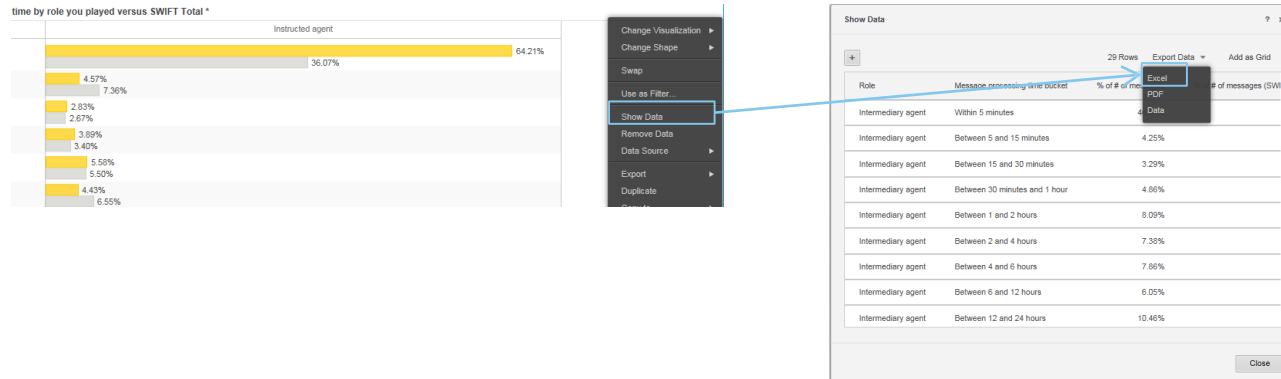 time by role you played versus SWIFT Total *
Instructed agent
64.21%
36.07%
4.57%
7.36%
2.83%
2.67%
3.89%
3.40%
5.58%
5.50%
4.43%
6.55%
Change Visualization
Change Shape
Swap
Use as Filter...
Show Data
Remove Data
Data Source
Export
Duplicate
Copy to
Show Data ?
+ 29 Rows Export Data Add as Grid
Excel
PDF
Data
Role Message processing time bucket % of # of # of messages (SWI
Intermediary agent Within 5 minutes
Intermediary agent Between 5 and 15 minutes 4.25%
Intermediary agent Between 15 and 30 minutes 3.29%
Intermediary agent Between 30 minutes and 1 hour 4.86%
Intermediary agent Between 1 and 2 hours 8.09%
Intermediary agent Between 2 and 4 hours 7.38%
Intermediary agent Between 4 and 6 hours 7.86%
Intermediary agent Between 6 and 12 hours 6.05%
Intermediary agent Between 12 and 24 hours 10.46%
Close